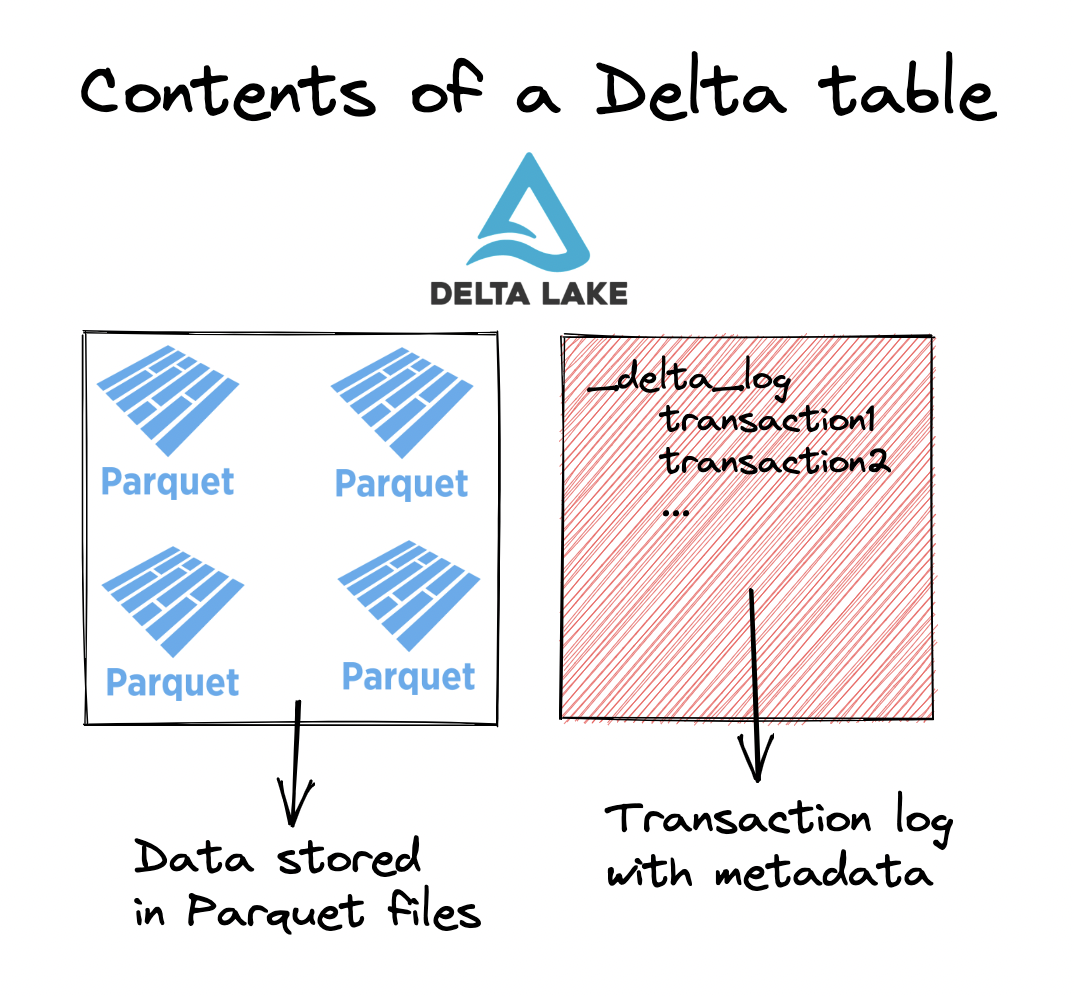 Contents of a Delta table
DELTA LAKE
Parquet
Parquet
Parquet
Parquet
_delta_log
transaction1
transaction2
...
Data stored
in Parquet files
Transaction log
with metadata